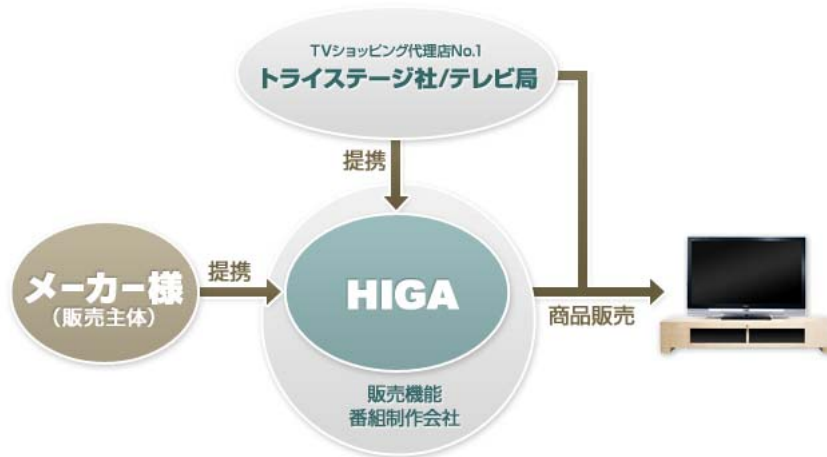 TVショッピング代理店No.1
トライステージ社/テレビ局
提携
メーカー様
(販売主体)
提携
HIGA
商品販売
販売機能
番組制作会社